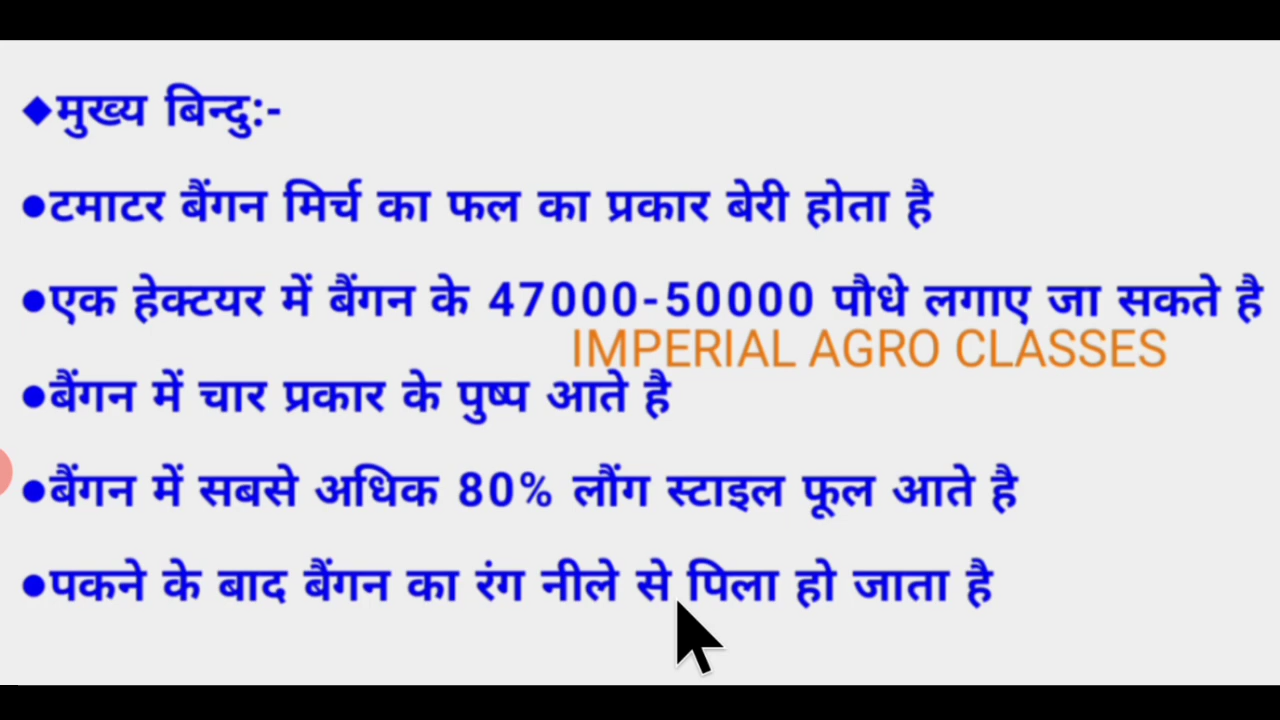 ◆मुख्य बिन्दु:-
●टमाटर बैंगन मिर्च का फल का प्रकार बेरी होता है
●एक हेक्टयर में बैंगन के 47000-50000 पौधे लगाए जा सकते है
IMPERIAL AGRO CLASSES
●बैंगन में चार प्रकार के पुष्प आते है
●बैंगन में सबसे अधिक 80% लौंग स्टाइल फूल आते है
●पकने के बाद बैंगन का रंग नीले से पिला हो जाता है